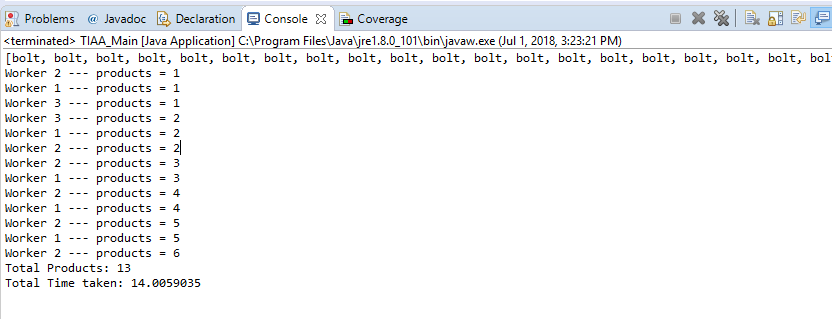 Problems @ Javadoc Declaration Console Coverage
<terminated> TIAA_Main [Java Application] C:\Program Files\Java\jre1.8.0_101\bin\javaw.exe (Jul 1, 2018, 3:23:21 PM)
[bolt, bolt, bolt, bolt, bolt, bolt, bolt, bolt, bolt, bolt, bolt, bolt, bolt, bolt, bolt, bolt, bolt, bolt, bolt, bol
Worker 2 --- products = 1
Worker 1 --- products = 1
Worker 3 --- products = 1
Worker 3 --- products = 2
Worker 1 --- products = 2
Worker 2 --- products = 2
Worker 2 --- products = 3
Worker 1 --- products = 3
Worker 2 --- products = 4
Worker 1 --- products = 4
Worker 2 --- products = 5
Worker 1 --- products = 5
Worker 2 --- products = 6
Total Products: 13
Total Time taken: 14.0059035